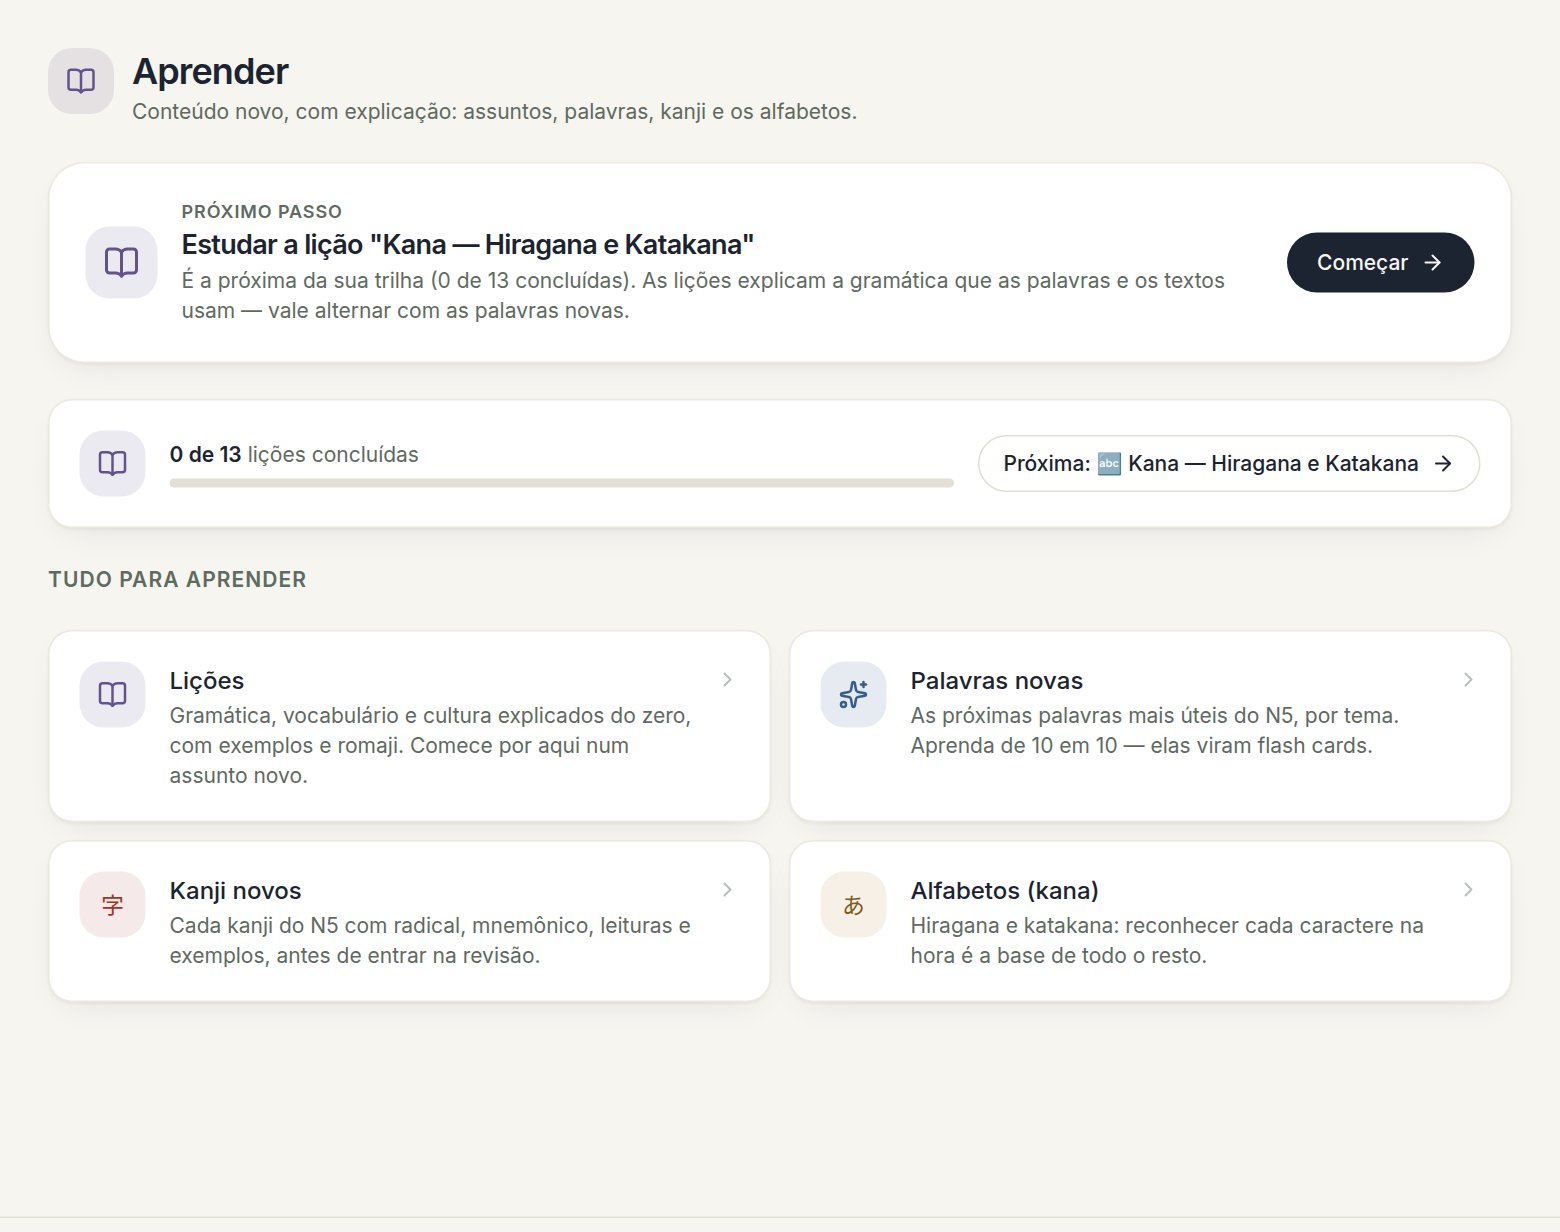 Aprender
Conteúdo novo, com explicação: assuntos, palavras, kanji e os alfabetos.
PRÓXIMO PASSO
Estudar a lição "Kana — Hiragana e Katakana"
É a próxima da sua trilha (0 de 13 concluídas). As lições explicam a gramática que as palavras e os textos
usam — vale alternar com as palavras novas.
Começar
0 de 13 lições concluídas
Próxima: 🔤 Kana — Hiragana e Katakana
TUDO PARA APRENDER
Lições
Gramática, vocabulário e cultura explicados do zero,
com exemplos e romaji. Comece por aqui num
assunto novo.
Palavras novas
As próximas palavras mais úteis do N5, por tema.
Aprenda de 10 em 10 — elas viram flash cards.
字
Kanji novos
Cada kanji do N5 com radical, mnemônico, leituras e
exemplos, antes de entrar na revisão.
あ
Alfabetos (kana)
Hiragana e katakana: reconhecer cada caractere na
hora é a base de todo o resto.